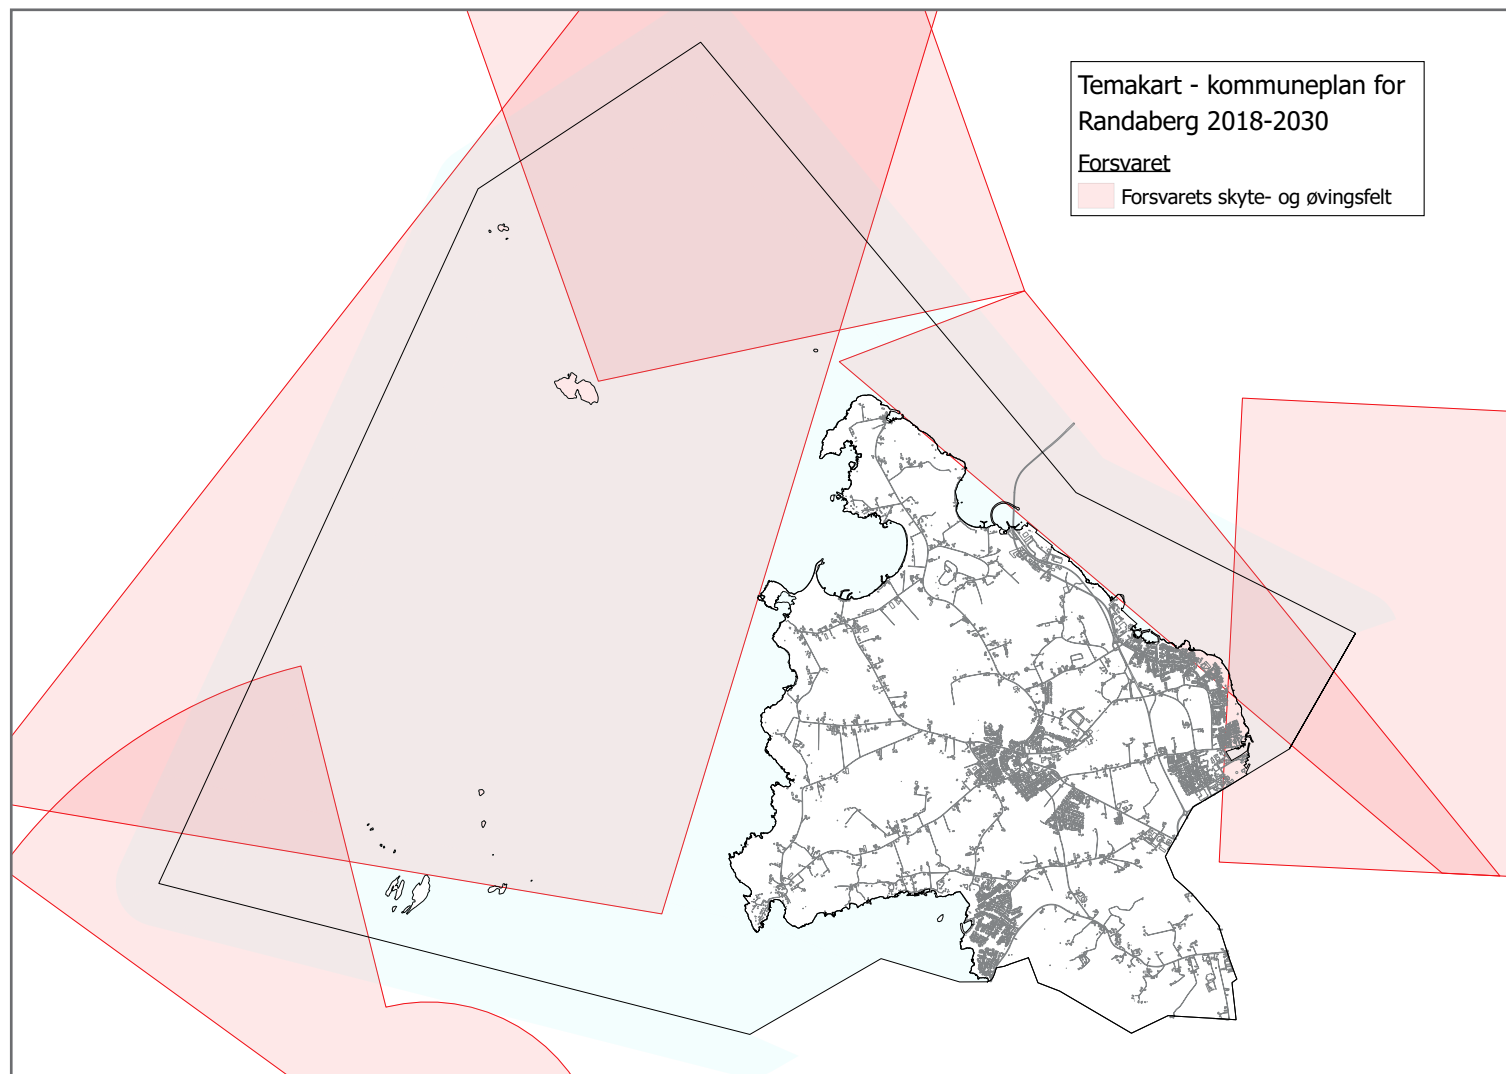 Temakart - kommuneplan for
Randaberg 2018-2030
Forsvaret
Forsvarets skyte- og øvingsfelt